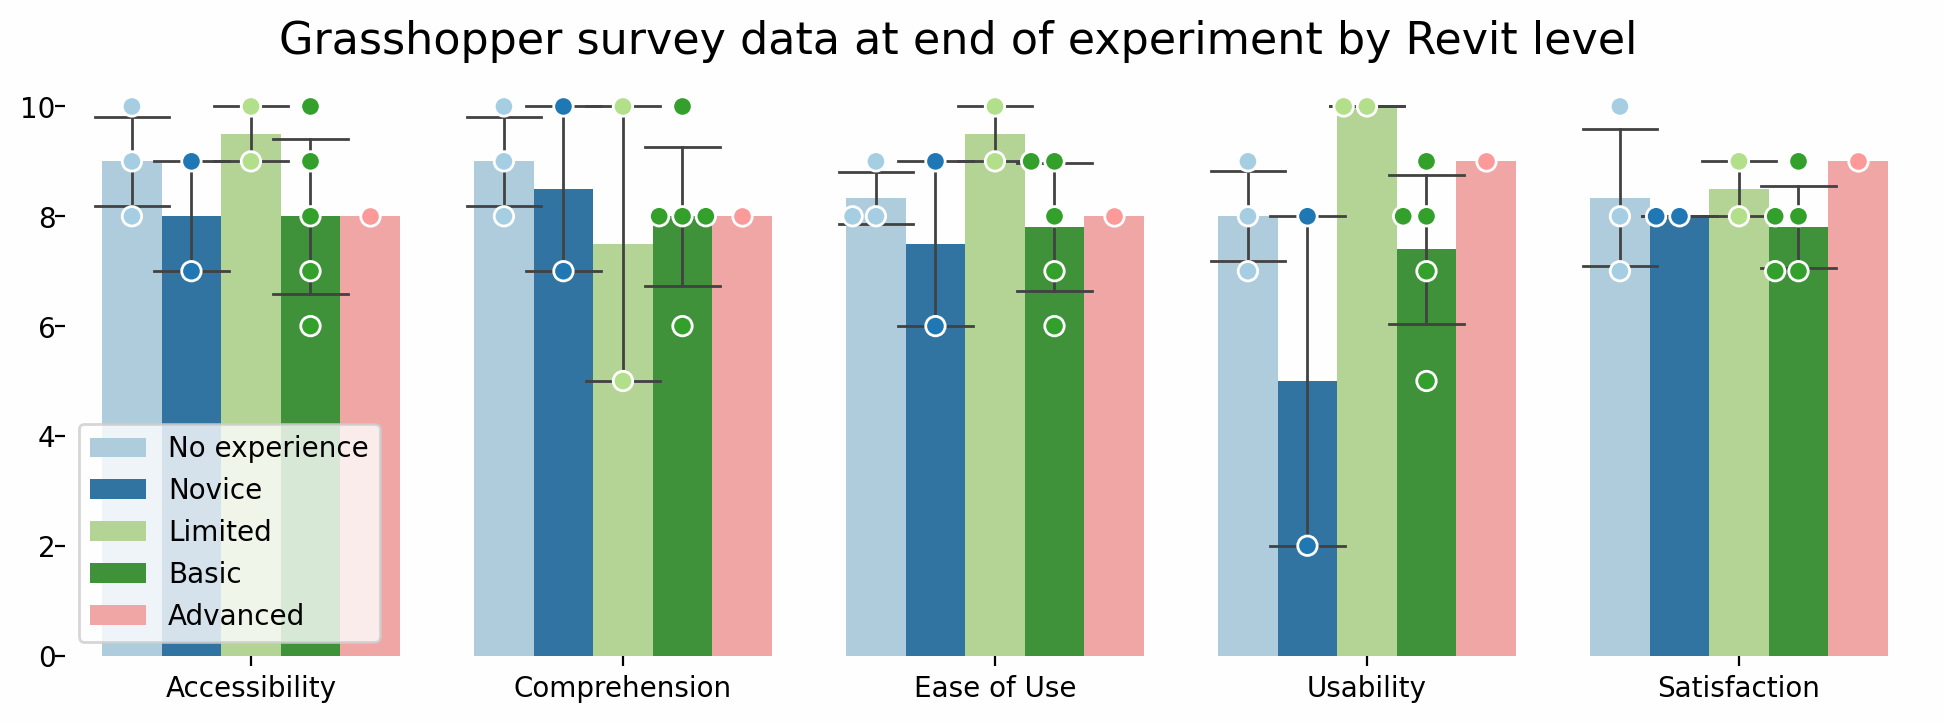 Grasshopper survey data at end of experiment by Revit level
10
8
6
4
2
0
No experience
Novice
Limited
Basic
Advanced
Accessibility Comprehension Ease of Use Usability Satisfaction